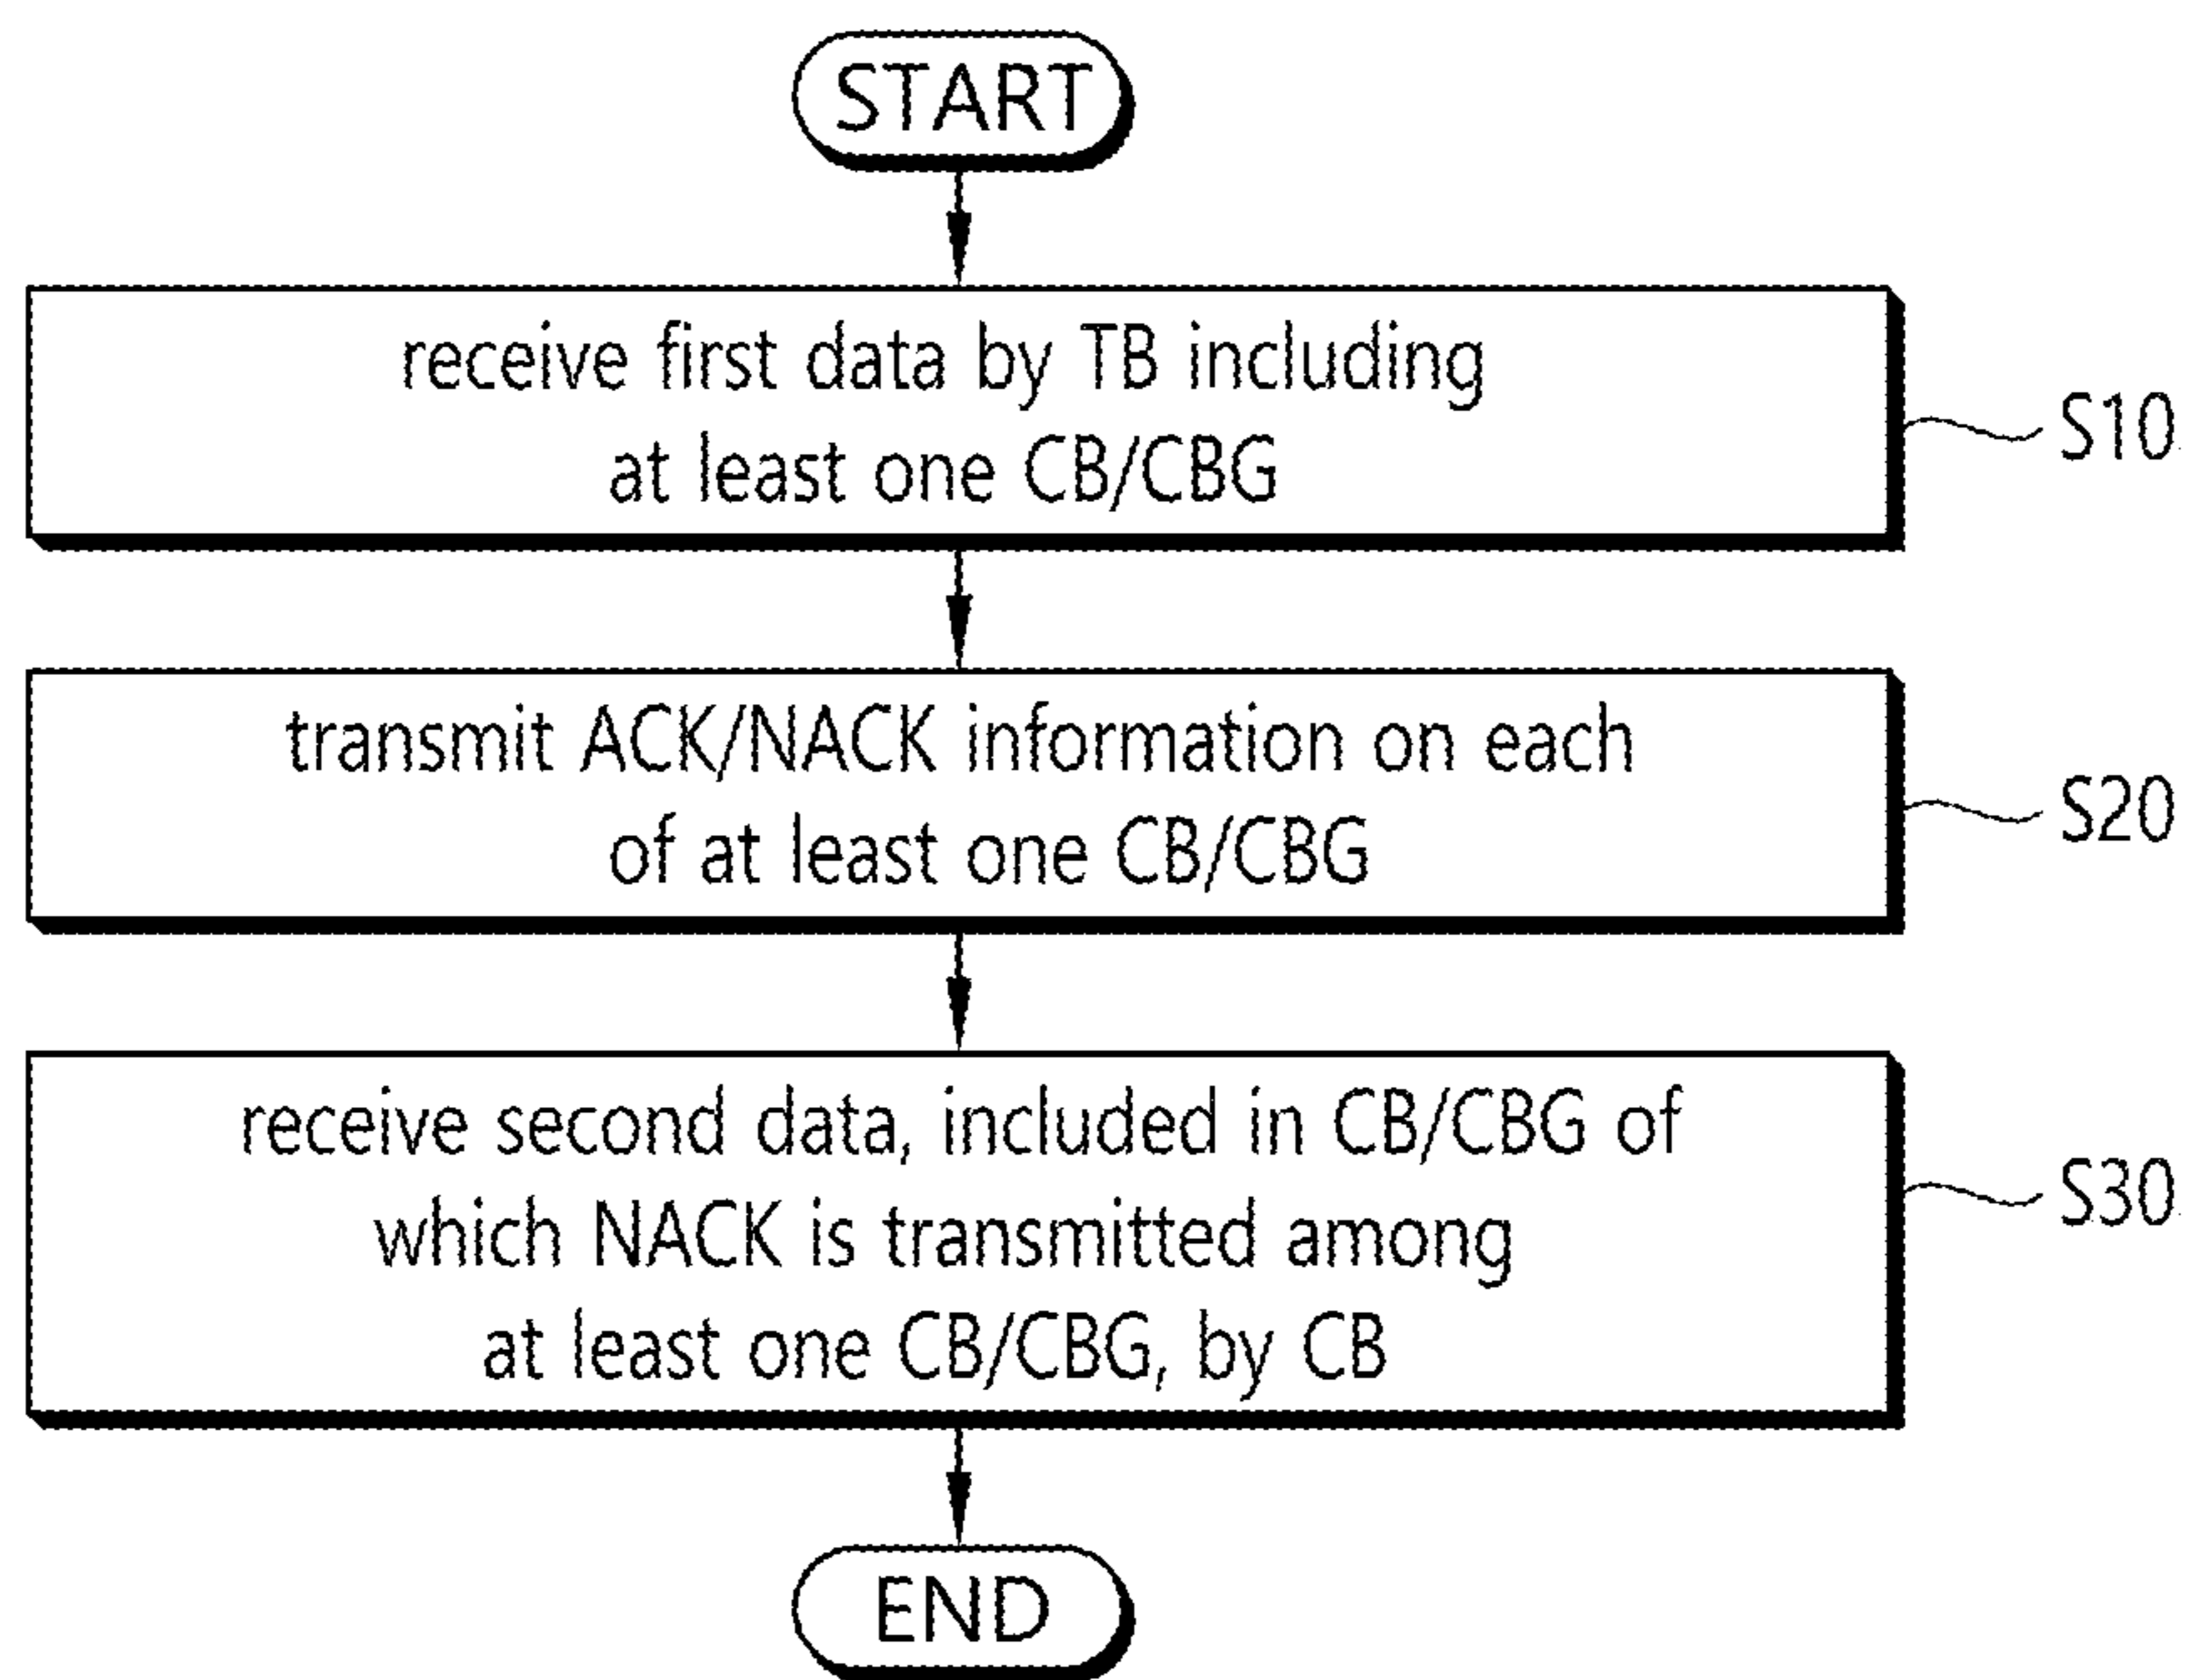 START
receive first data by TB including
at least one CB/CBG
S10
transmit ACK/NACK information on each
of at least one CB/CBG
S20
receive second data, included in CB/CBG of
which NACK is transmitted among
at least one CB/CBG, by CB
S30
END